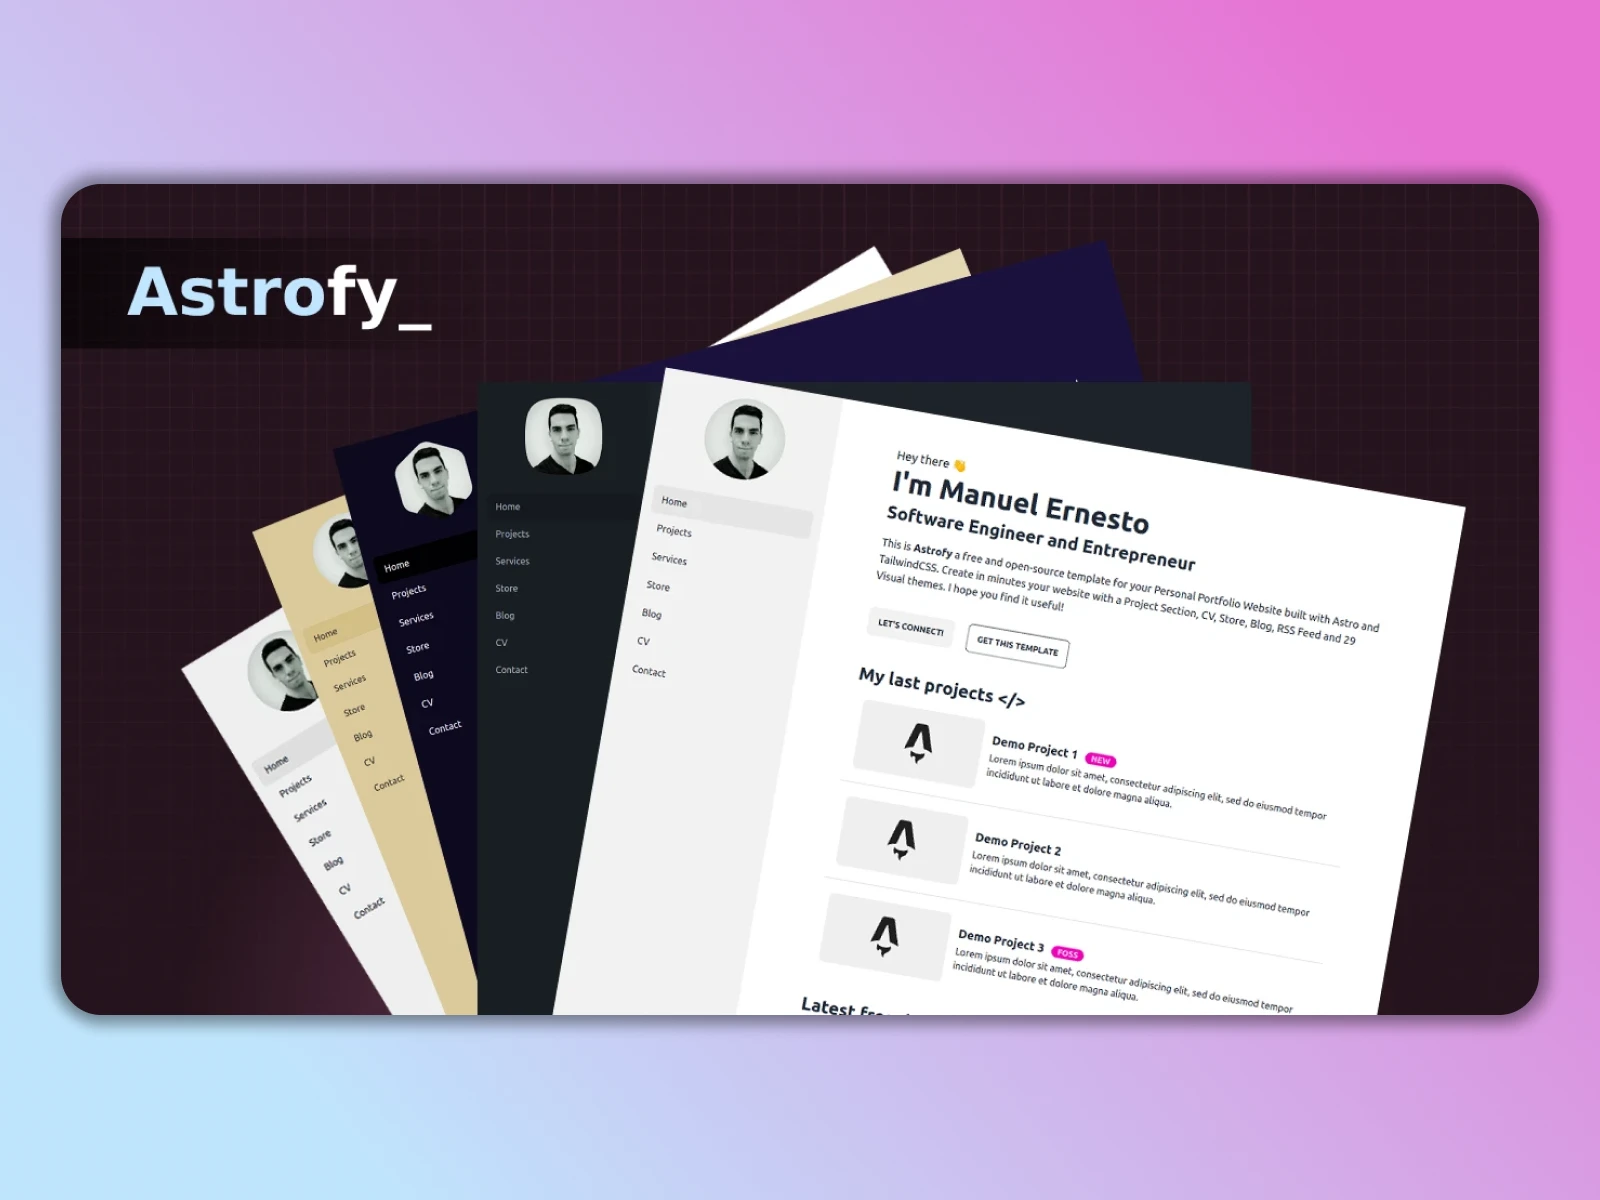 Astrofy_
Home
Projects
Services
Store
Blog
CV
Contact
Home
Projects
Services
Store
Blog
CV
Contact
Home
Projects
Services
Store
Blog
CV
Contact
Home
Projects
Services
Store
Blog
CV
Contact
Home
Projects
Services
Store
Blog
CV
Contact
Hey there 👋
I'm Manuel Ernesto
Software Engineer and Entrepreneur
This is Astrofy a free and open-source template for your Personal Portfolio Website built with Astro and
TailwindCSS. Create in minutes your website with a Project Section, CV, Store, Blog, RSS Feed and 29
Visual themes. I hope you find it useful!
LET'S CONNECT!
GET THIS TEMPLATE
My last projects </>
Demo Project 1 NEW
Lorem ipsum dolor sit amet, consectetur adipiscing elit, sed do eiusmod tempor
incididunt ut labore et dolore magna aliqua.
Demo Project 2
Lorem ipsum dolor sit amet, consectetur adipiscing elit, sed do eiusmod tempor
incididunt ut labore et dolore magna aliqua.
Demo Project 3 FOSS
Lorem ipsum dolor sit amet, consectetur adipiscing elit, sed do eiusmod tempor
incididunt ut labore et dolore magna aliqua.
Latest